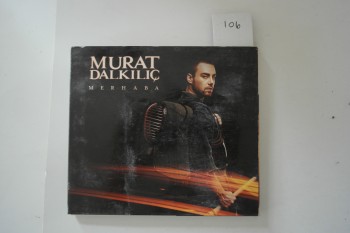 106
MURAT
DALKILIÇ
MERHABA